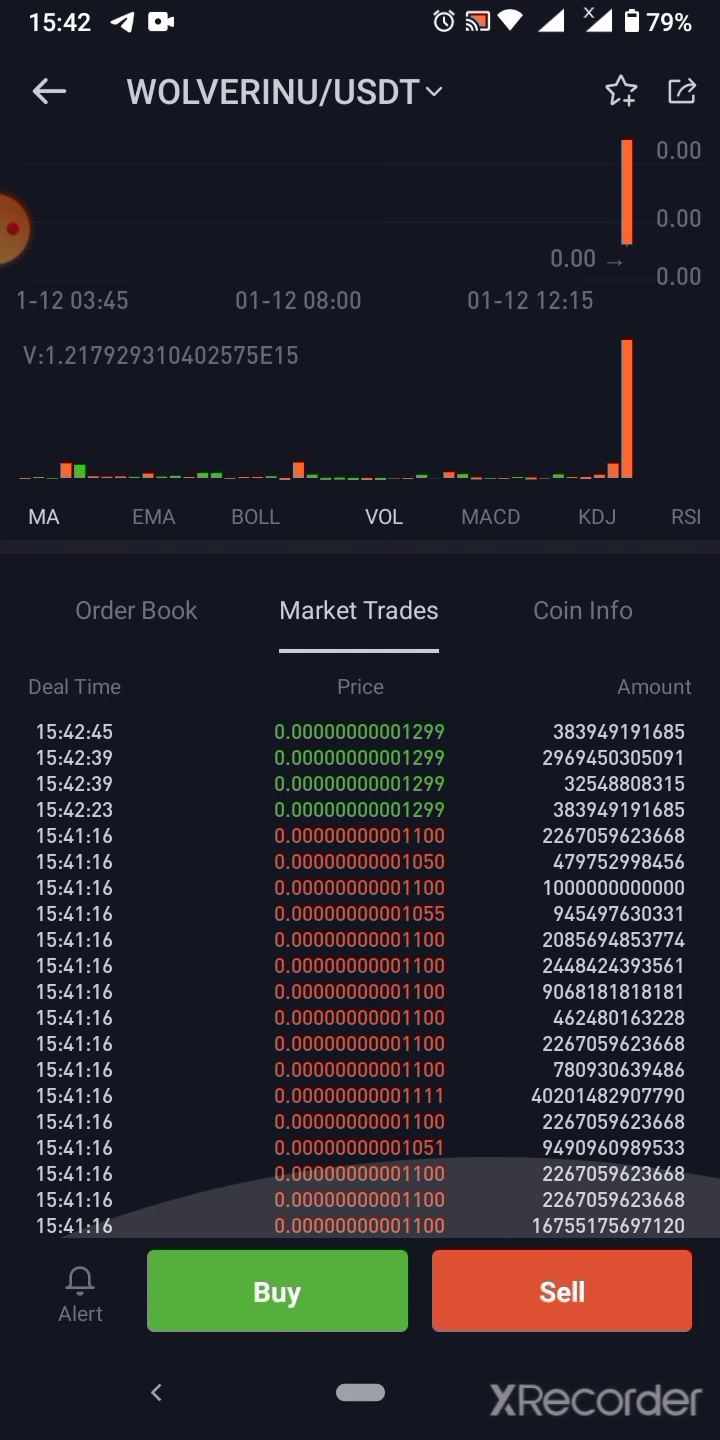 15:42 79%
WOLVERINU/USDT
0.00
0.00
0.00 →
0.00
1-12 03:45 01-12 08:00 01-12 12:15
V:1.217929310402575E15
MA EMA BOLL VOL MACD KDJ RSI
Order Book Market Trades Coin Info
Deal Time Price Amount
15:42:45 0.00000000001299 383949191685
15:42:39 0.00000000001299 2969450305091
15:42:39 0.00000000001299 32548808315
15:42:23 0.00000000001299 383949191685
15:41:16 0.00000000001100 2267059623668
15:41:16 0.00000000001050 479752998456
15:41:16 0.00000000001100 1000000000000
15:41:16 0.00000000001055 945497630331
15:41:16 0.00000000001100 2085694853774
15:41:16 0.00000000001100 2448424393561
15:41:16 0.00000000001100 9068181818181
15:41:16 0.00000000001100 462480163228
15:41:16 0.00000000001100 2267059623668
15:41:16 0.00000000001100 780930639486
15:41:16 0.00000000001111 40201482907790
15:41:16 0.00000000001100 2267059623668
15:41:16 0.00000000001051 9490960989533
15:41:16 0.00000000001100 2267059623668
15:41:16 0.00000000001100 2267059623668
15:41:16 0.00000000001100 16755175697120
Alert Buy Sell
XRecorder